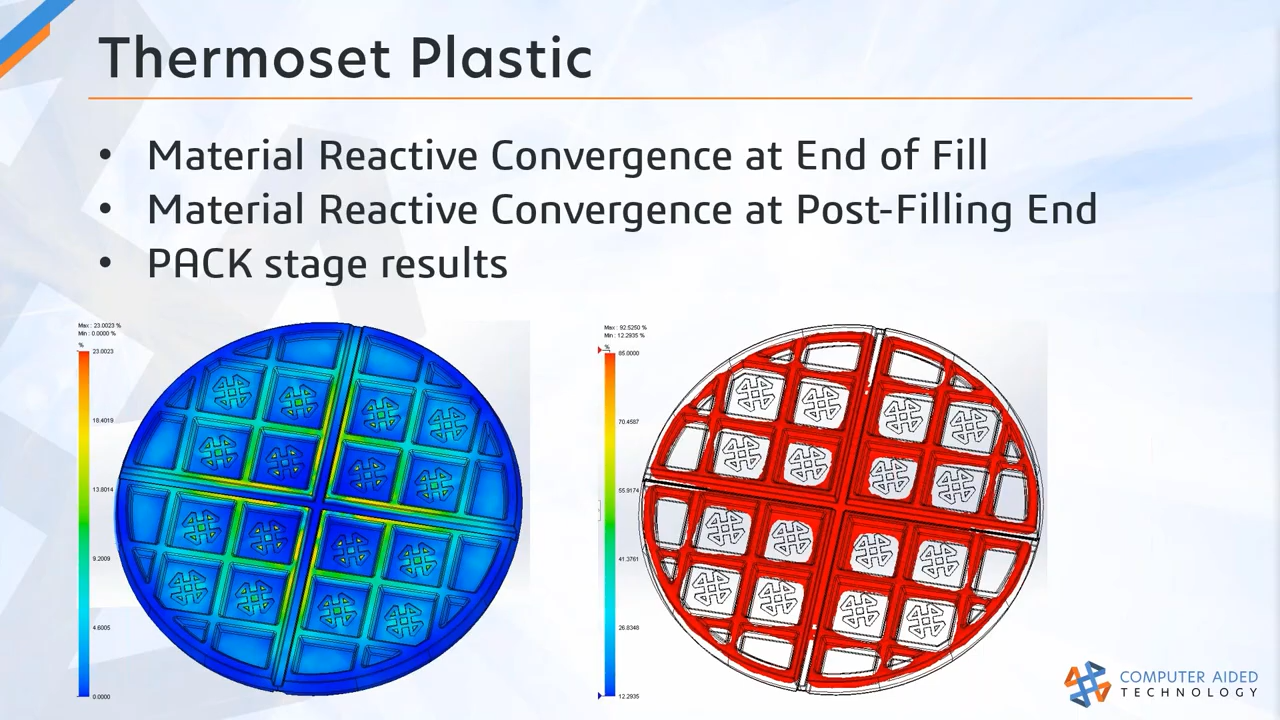 Thermoset Plastic
• Material Reactive Convergence at End of Fill
• Material Reactive Convergence at Post-Filling End
• PACK stage results
Max : 23.0023 %
Min : 0.0000 %
%
23.0023
18.4019
13.8014
9.2009
4.6005
0.0000
Max : 92.5250 %
Min : 12.2935 %
%
85.0000
70.4587
55.9174
41.3761
26.8348
12.2935
COMPUTER AIDED
TECHNOLOGY